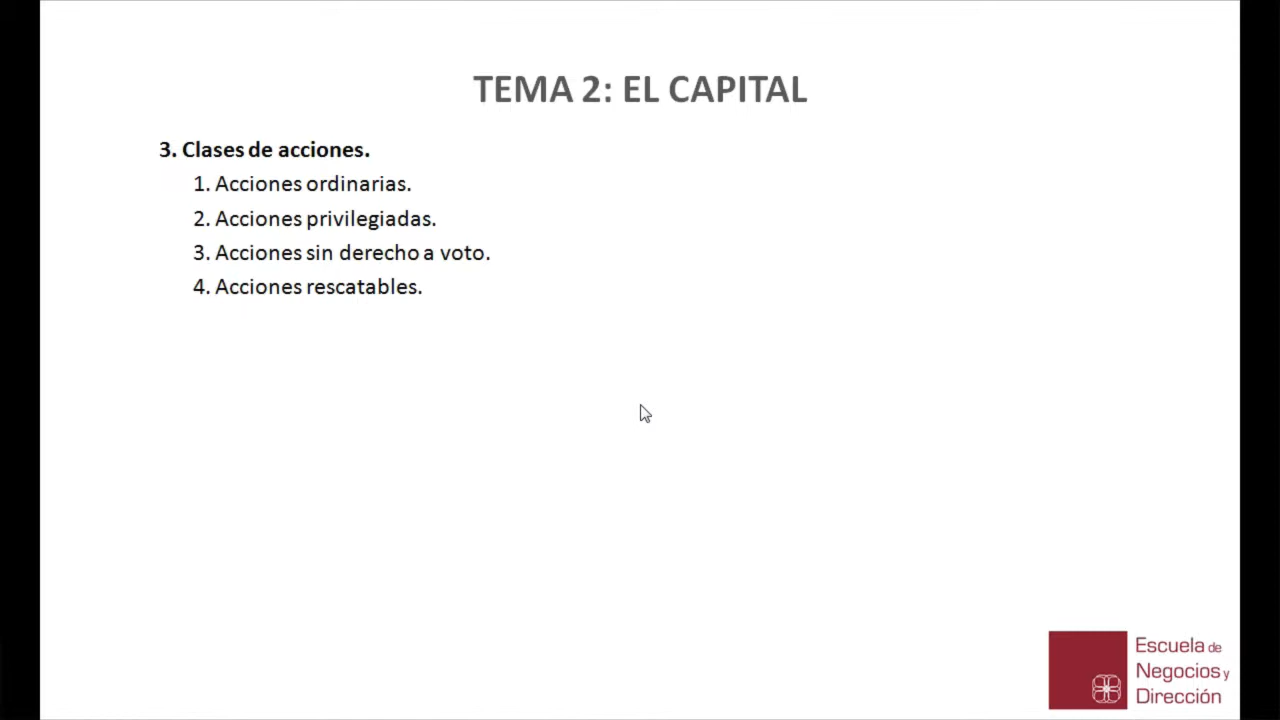 TEMA 2: EL CAPITAL
3. Clases de acciones.
1. Acciones ordinarias.
2. Acciones privilegiadas.
3. Acciones sin derecho a voto.
4. Acciones rescatables.
Escuela de
Negocios y
Dirección